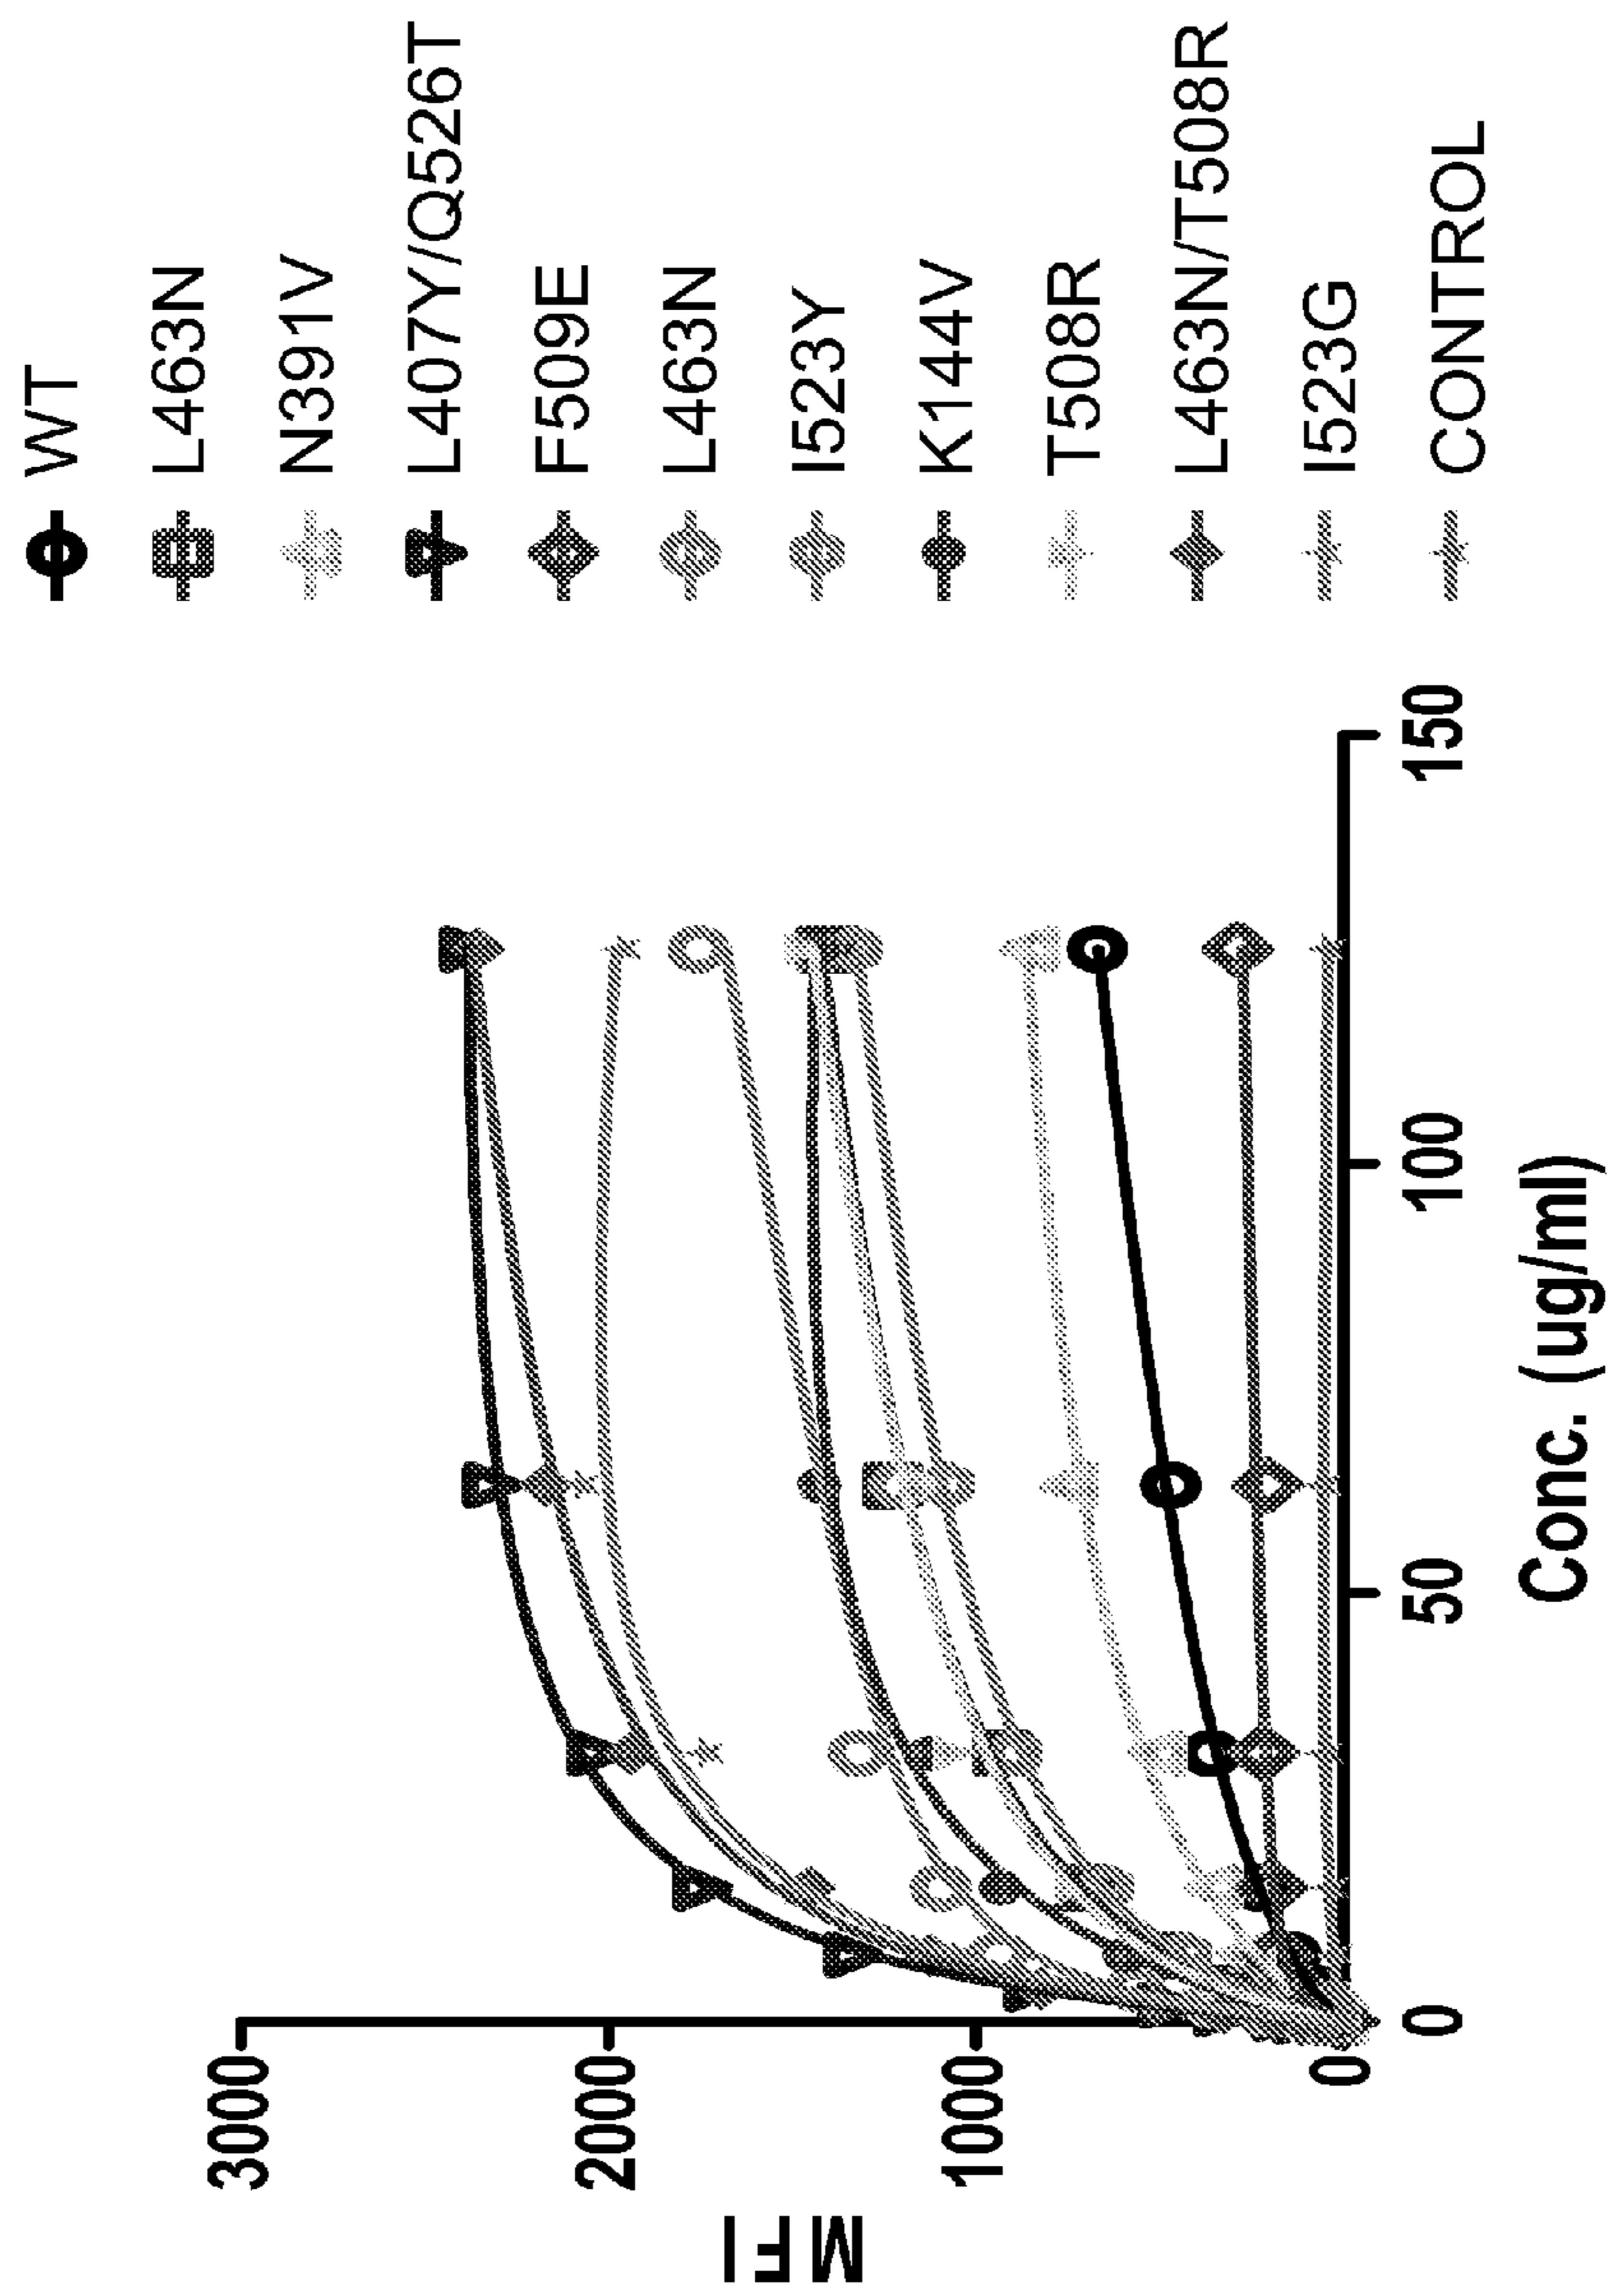 WT
L463N
N391V
L407Y/Q526T
F509E
L463N
I523Y
K144V
T508R
L463N/T508R
I523G
CONTROL
3000
2000
1000
0
MFI
0
50
100
150
Conc. (ug/ml)